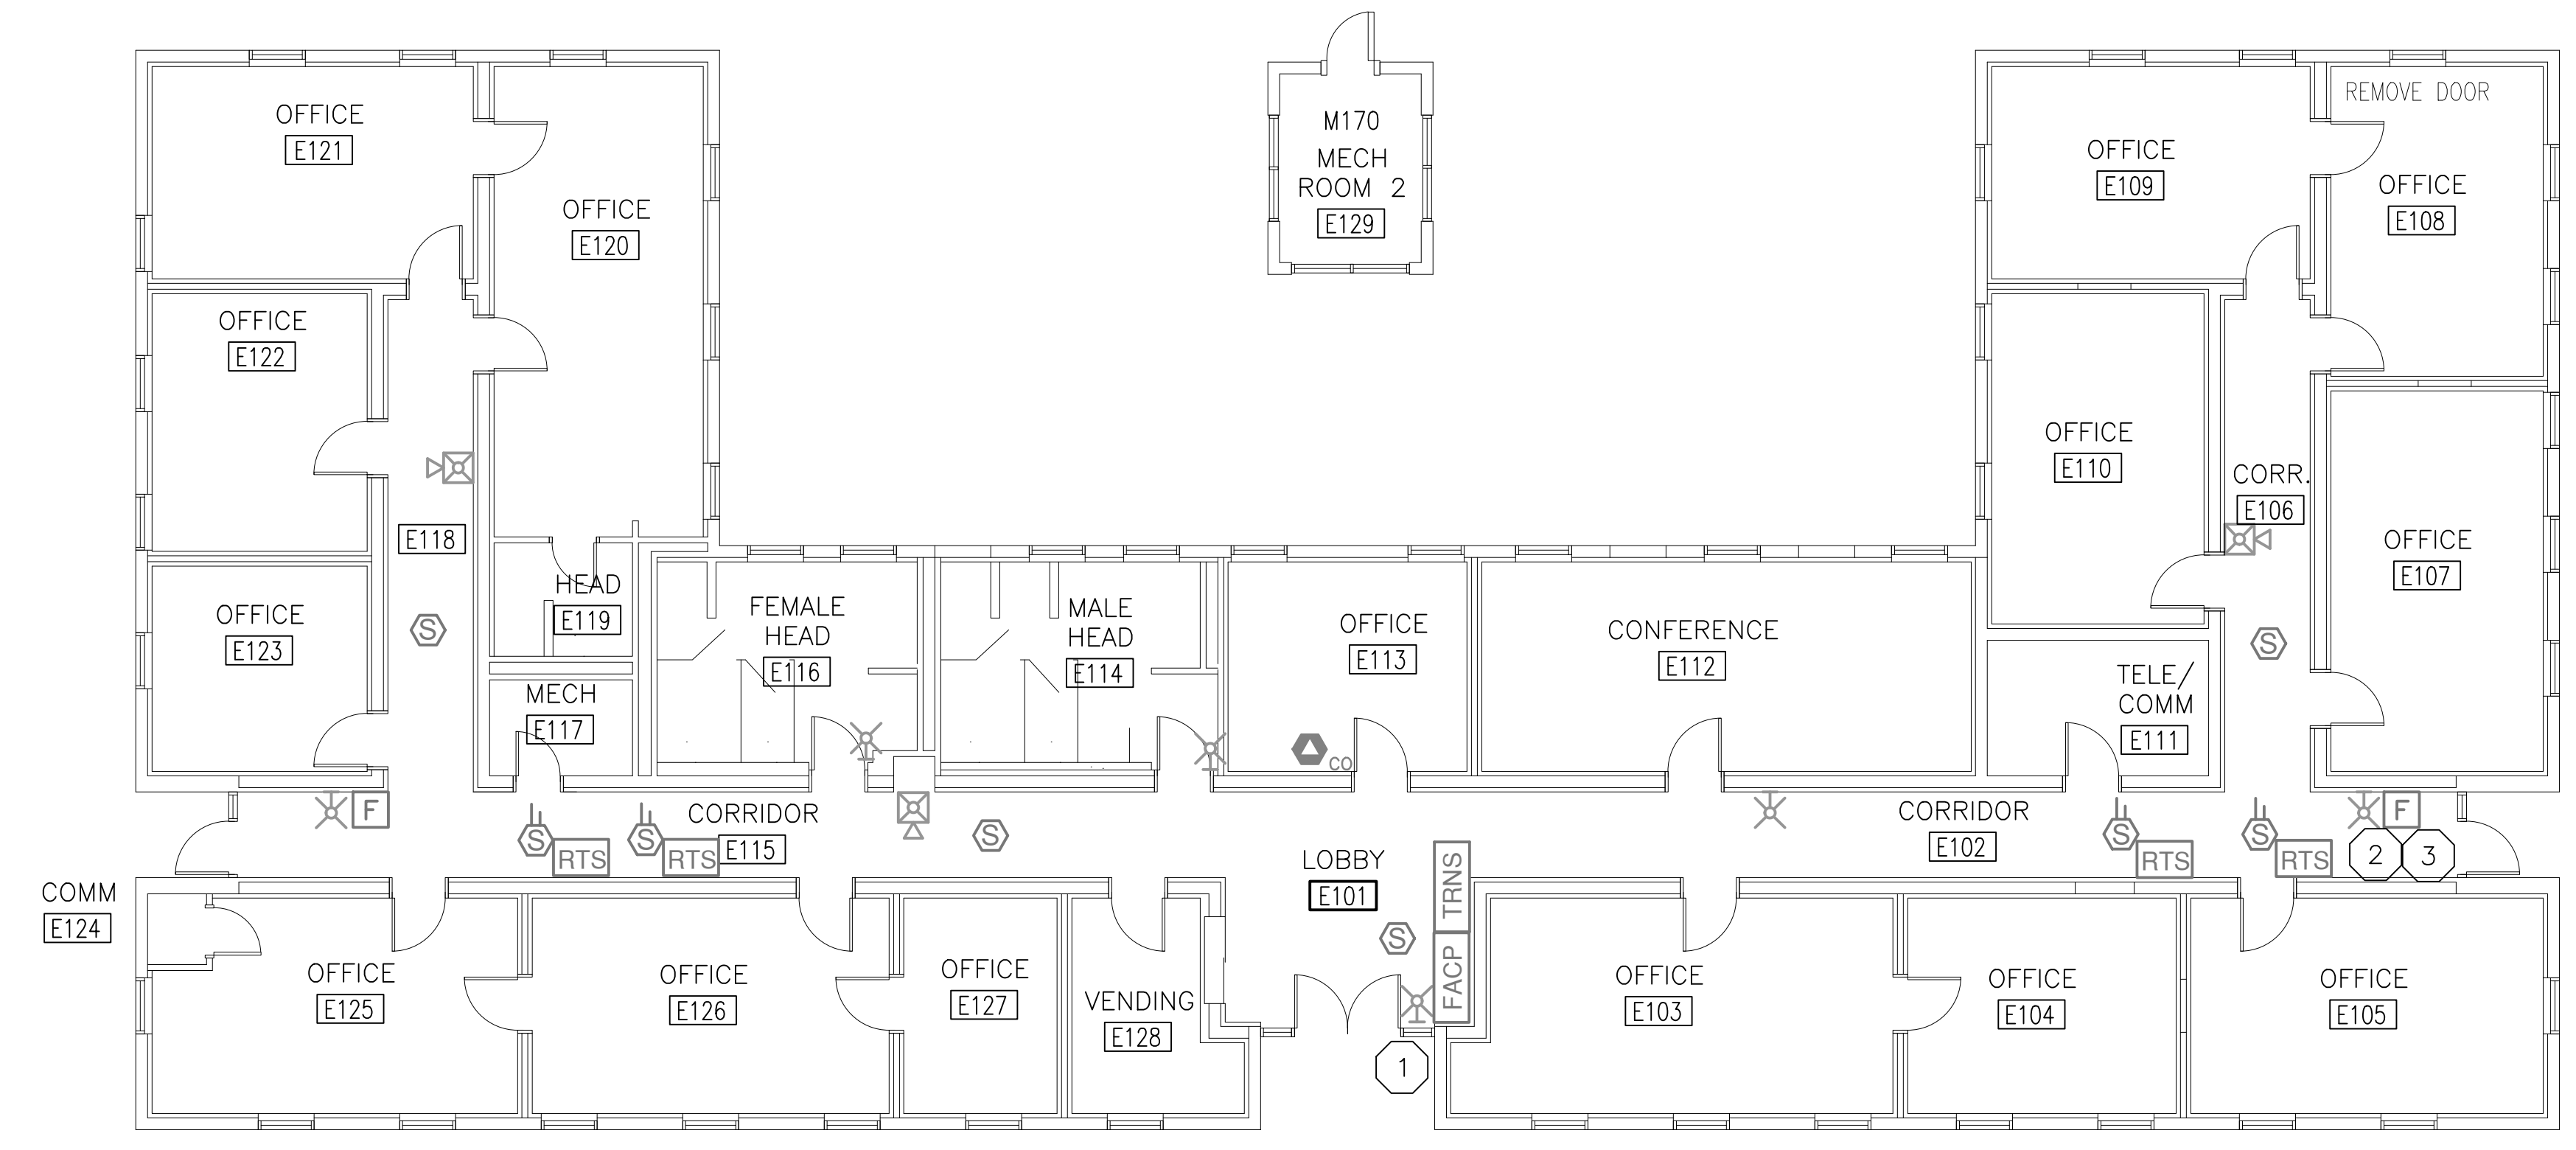 OFFICE
E121
OFFICE
E120
OFFICE
E122
E118
OFFICE
E123
HEAD
E119
MECH
E117
FEMALE
HEAD
E116
MALE
HEAD
E114
M170
MECH
ROOM 2
E129
OFFICE
E113
CO
CONFERENCE
E112
OFFICE
E109
REMOVE DOOR
OFFICE
E108
OFFICE
E110
CORR.
E106
OFFICE
E107
TELE/
COMM
E111
S
S
F
S
RTS
S
RTS
CORRIDOR
E115
S
LOBBY
E101
S
TRNS
FACP
1
CORRIDOR
E102
S
RTS
S
RTS
F
2
3
COMM
E124
OFFICE
E125
OFFICE
E126
OFFICE
E127
VENDING
E128
OFFICE
E103
OFFICE
E104
OFFICE
E105